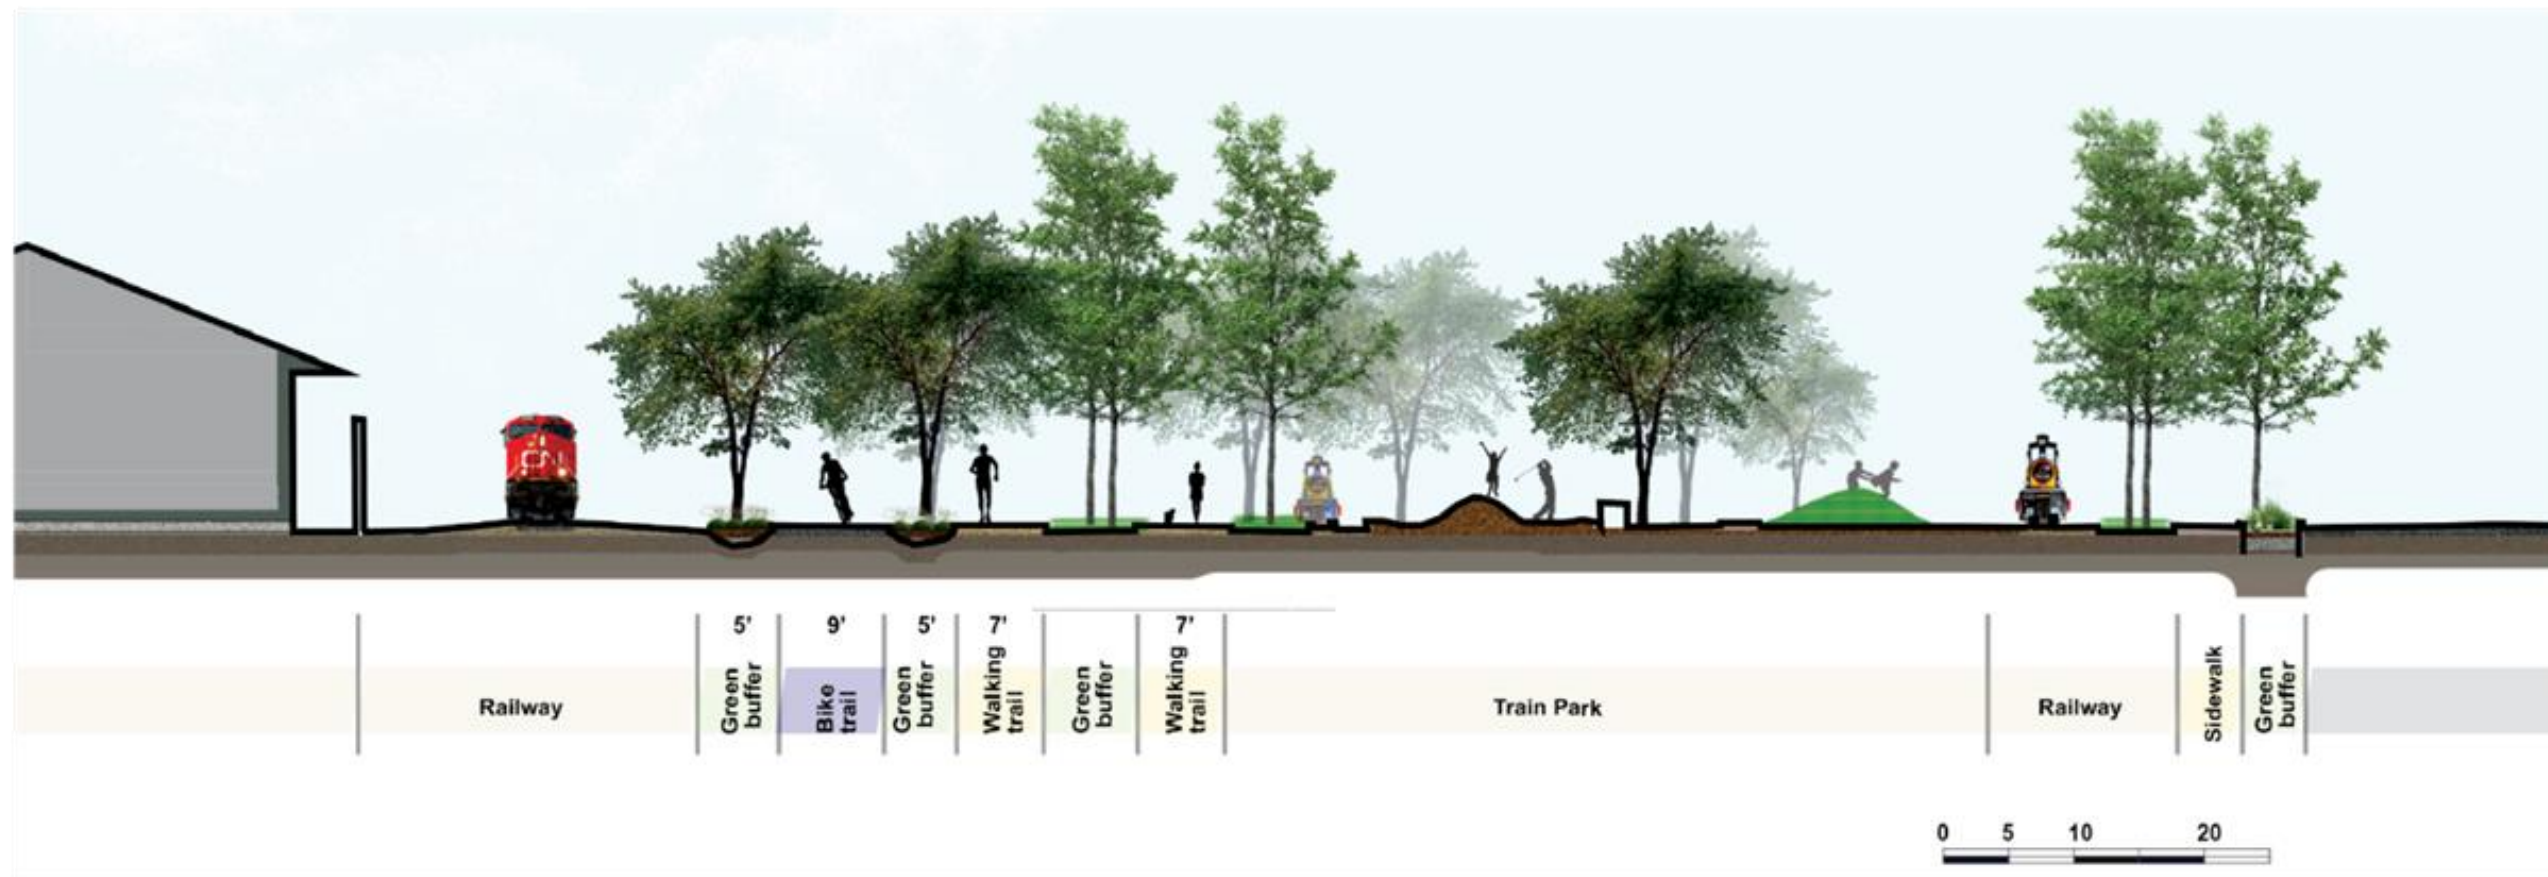 CN
5'
9'
5'
7'
7'
Railway
Green
buffer
Bike
trail
Green
buffer
Walking
trail
Green
buffer
Walking
trail
Train Park
Railway
Sidewalk
Green
buffer
0 5 10 20